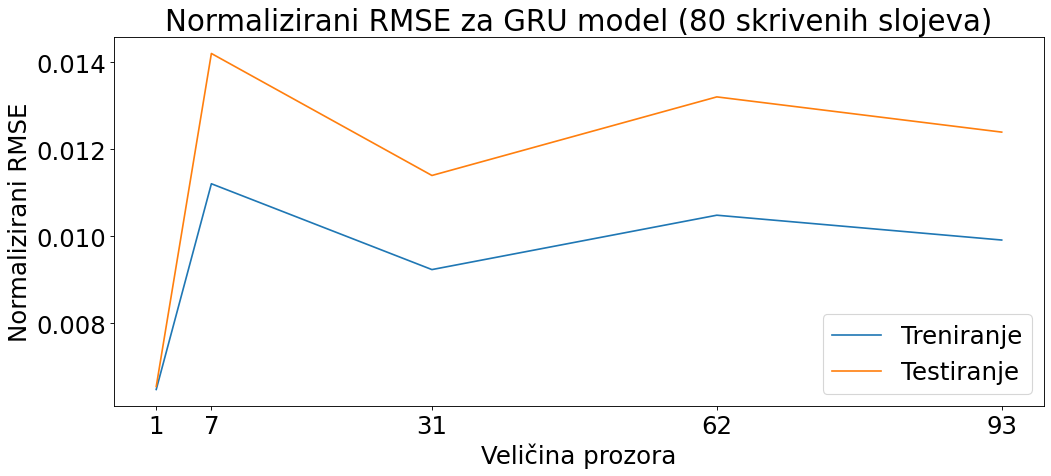 Normalizirani RMSE za GRU model (80 skrivenih slojeva)
Normalizirani RMSE
0.014
0.012
0.010
0.008
Treniranje
Testiranje
1 7 31 62 93
Veličina prozora